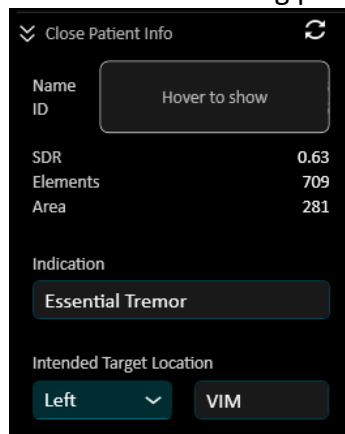 Close Patient Info
Name
ID
Hover to show
SDR 0.63
Elements 709
Area 281
Indication
Essential Tremor
Intended Target Location
Left VIM